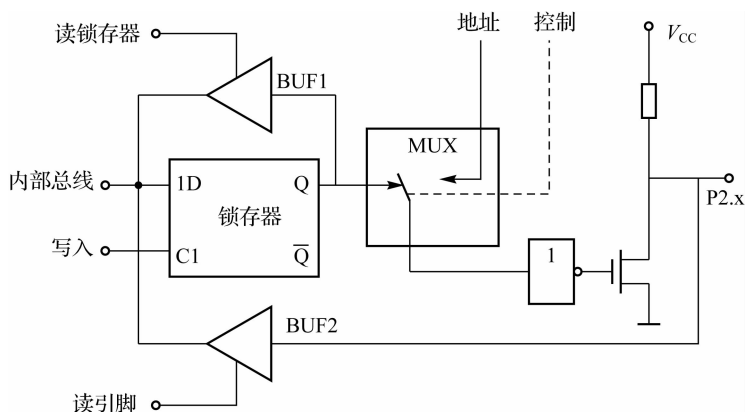 读锁存器
地址
控制
VCC
BUF1
MUX
内部总线
1D
Q
P2.x
锁存器
写入
C1
Q̅
1
BUF2
读引脚